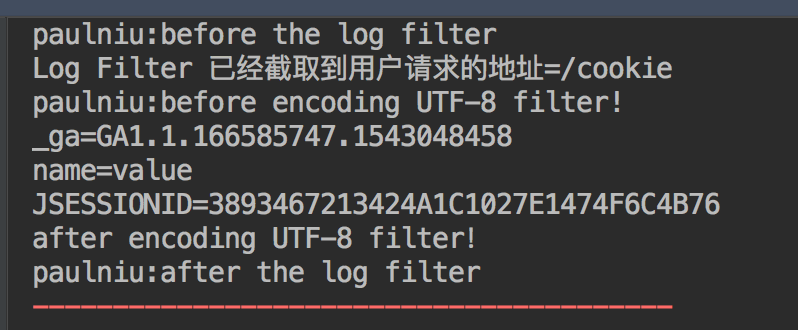 paulniu:before the log filter
Log Filter 已经截取到用户请求的地址=/cookie
paulniu:before encoding UTF-8 filter!
_ga=GA1.1.166585747.1543048458
name=value
JSESSIONID=3893467213424A1C1027E1474F6C4B76
after encoding UTF-8 filter!
paulniu:after the log filter
----------------------------------------